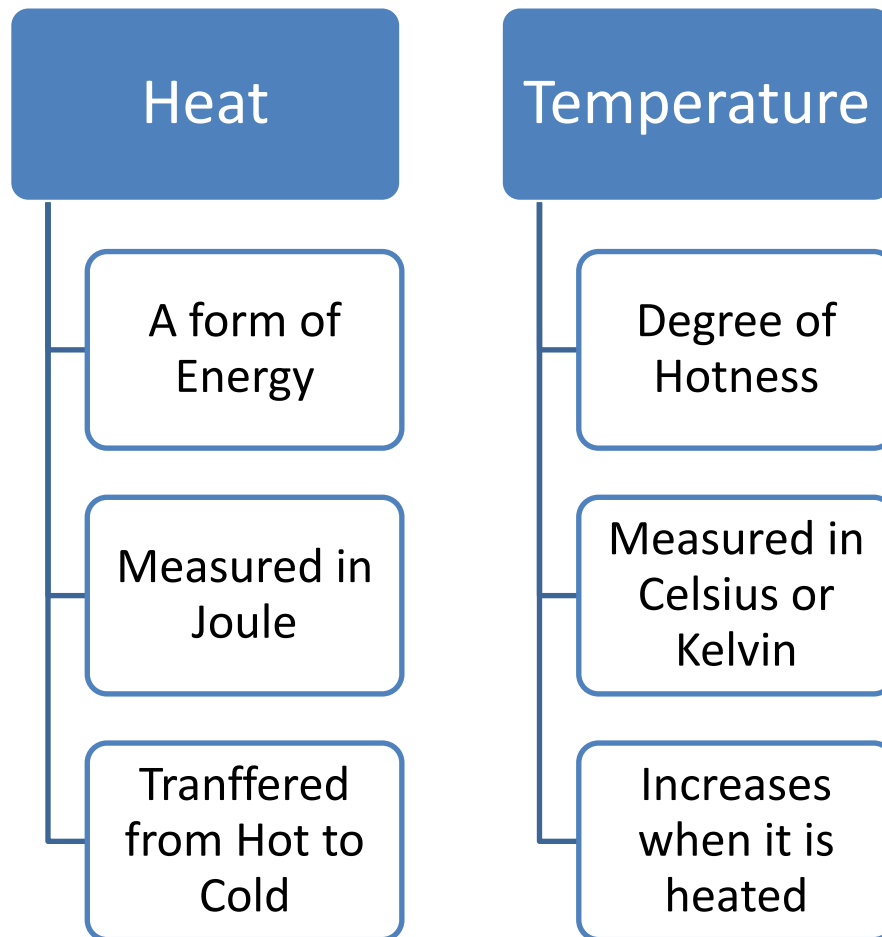 Heat
A form of
Energy
Measured in
Joule
Tranffered
from Hot to
Cold
Temperature
Degree of
Hotness
Measured in
Celsius or
Kelvin
Increases
when it is
heated